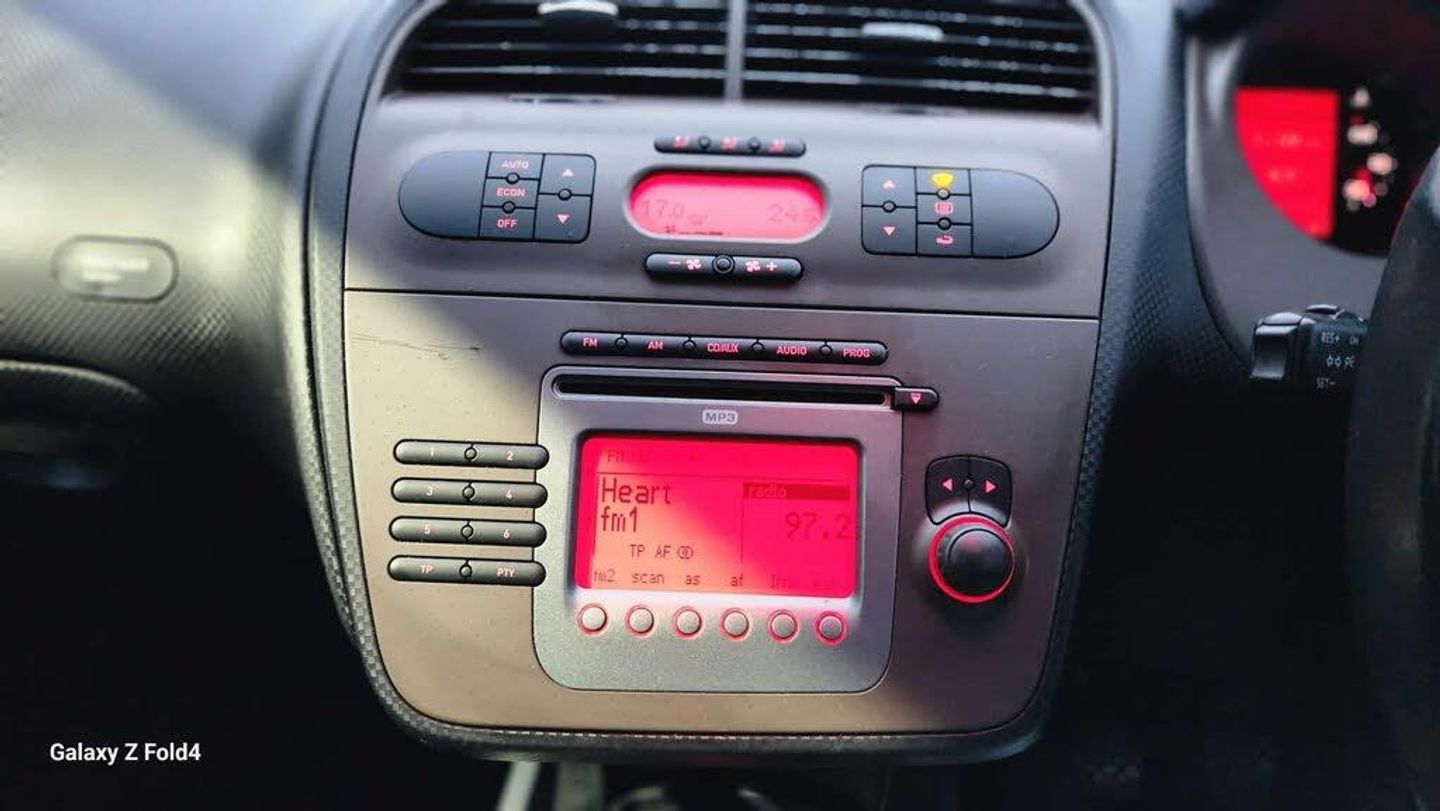 AUTO
ECON
OFF
17.0 24.5
FM AM CD/AUX AUDIO PROG
MP3
1 2
3 4
5 6
TP PTY
Heart
fm1
radio
97.2
TP AF
fm2 scan as af
RES+ ON
SET-
Galaxy Z Fold4